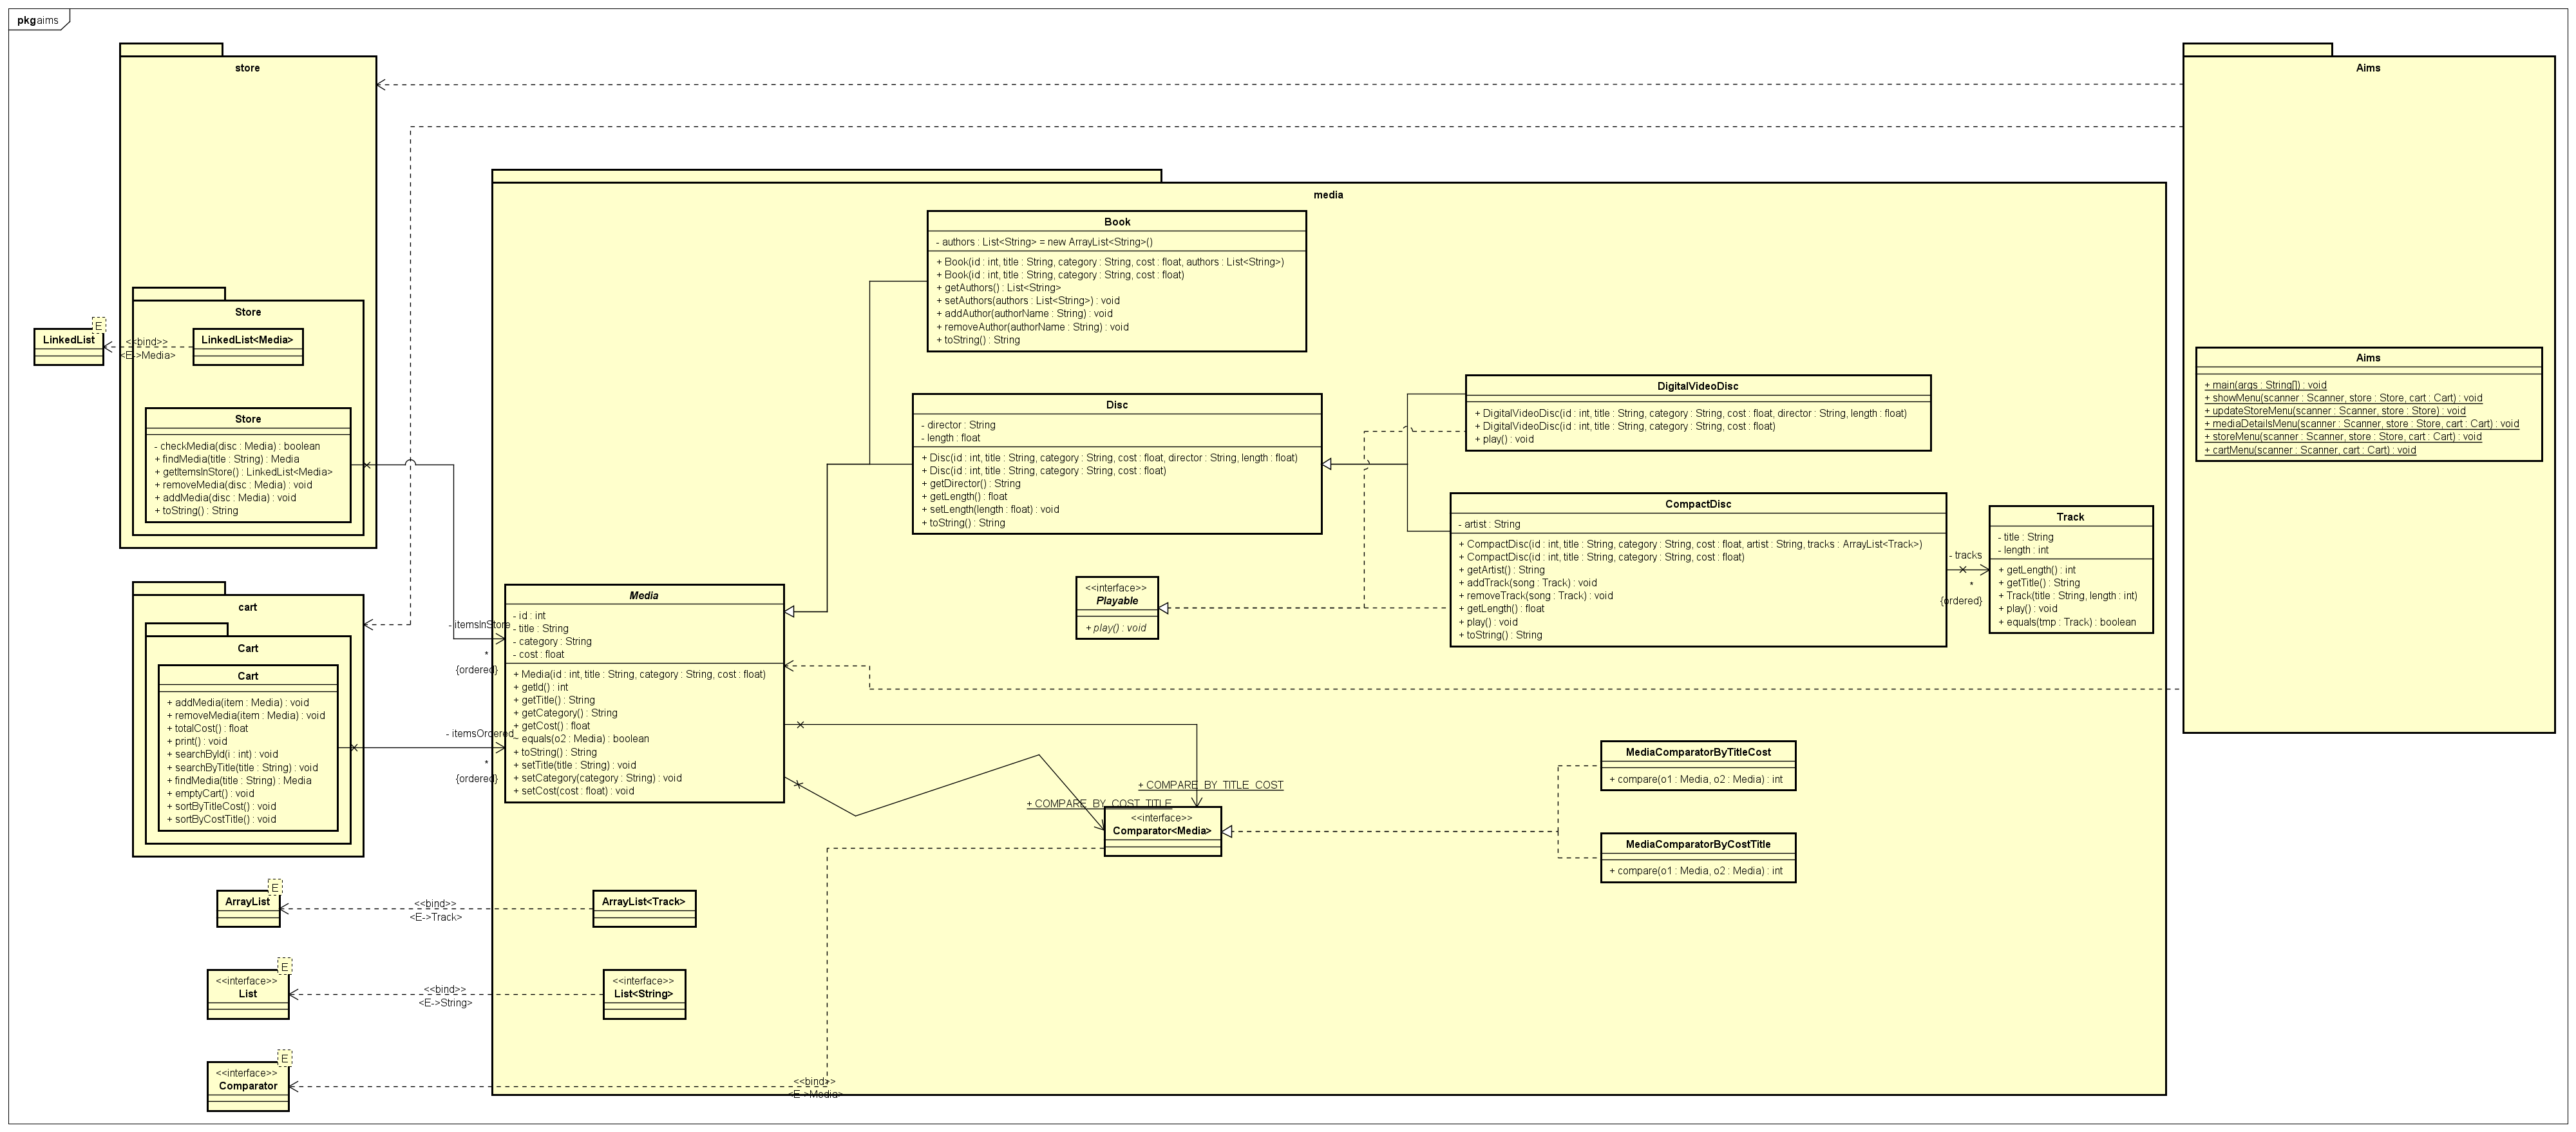 pkg aims
store
Store
LinkedList
E
<<bind>>
<E->Media>
LinkedList<Media>
Store
- checkMedia(disc : Media) : boolean
+ findMedia(title : String) : Media
+ getItemsInStore() : LinkedList<Media>
+ removeMedia(disc : Media) : void
+ addMedia(disc : Media) : void
+ toString() : String
cart
Cart
Cart
+ addMedia(item : Media) : void
+ removeMedia(item : Media) : void
+ totalCost() : float
+ print() : void
+ searchById(i : int) : void
+ searchByTitle(title : String) : void
+ findMedia(title : String) : Media
+ emptyCart() : void
+ sortByTitleCost() : void
+ sortByCostTitle() : void
- itemsInStore
*
{ordered}
- itemsOrdered
*
{ordered}
ArrayList
E
<<bind>>
<E->Track>
ArrayList<Track>
<<interface>>
List
E
<<bind>>
<E->String>
<<interface>>
List<String>
<<interface>>
Comparator
E
<<bind>>
<E->Media>
media
Book
- authors : List<String> = new ArrayList<String>()
+ Book(id : int, title : String, category : String, cost : float, authors : List<String>)
+ Book(id : int, title : String, category : String, cost : float)
+ getAuthors() : List<String>
+ setAuthors(authors : List<String>) : void
+ addAuthor(authorName : String) : void
+ removeAuthor(authorName : String) : void
+ toString() : String
Disc
- director : String
- length : float
+ Disc(id : int, title : String, category : String, cost : float, director : String, length : float)
+ Disc(id : int, title : String, category : String, cost : float)
+ getDirector() : String
+ getLength() : float
+ setLength(length : float) : void
+ toString() : String
DigitalVideoDisc
+ DigitalVideoDisc(id : int, title : String, category : String, cost : float, director : String, length : float)
+ DigitalVideoDisc(id : int, title : String, category : String, cost : float)
+ play() : void
CompactDisc
- artist : String
+ CompactDisc(id : int, title : String, category : String, cost : float, artist : String, tracks : ArrayList<Track>)
+ CompactDisc(id : int, title : String, category : String, cost : float)
+ getArtist() : String
+ addTrack(song : Track) : void
+ removeTrack(song : Track) : void
+ getLength() : float
+ play() : void
+ toString() : String
- tracks
*
{ordered}
Track
- title : String
- length : int
+ getLength() : int
+ getTitle() : String
+ Track(title : String, length : int)
+ play() : void
+ equals(tmp : Track) : boolean
<<interface>>
Playable
+ play() : void
Media
- id : int
- title : String
- category : String
- cost : float
+ Media(id : int, title : String, category : String, cost : float)
+ getId() : int
+ getTitle() : String
+ getCategory() : String
+ getCost() : float
~ equals(o2 : Media) : boolean
+ toString() : String
+ setTitle(title : String) : void
+ setCategory(category : String) : void
+ setCost(cost : float) : void
+ COMPARE_BY_TITLE_COST
+ COMPARE_BY_COST_TITLE
<<interface>>
Comparator<Media>
MediaComparatorByTitleCost
+ compare(o1 : Media, o2 : Media) : int
MediaComparatorByCostTitle
+ compare(o1 : Media, o2 : Media) : int
Aims
Aims
+ main(args : String[]) : void
+ showMenu(scanner : Scanner, store : Store, cart : Cart) : void
+ updateStoreMenu(scanner : Scanner, store : Store) : void
+ mediaDetailsMenu(scanner : Scanner, store : Store, cart : Cart) : void
+ storeMenu(scanner : Scanner, store : Store, cart : Cart) : void
+ cartMenu(scanner : Scanner, cart : Cart) : void